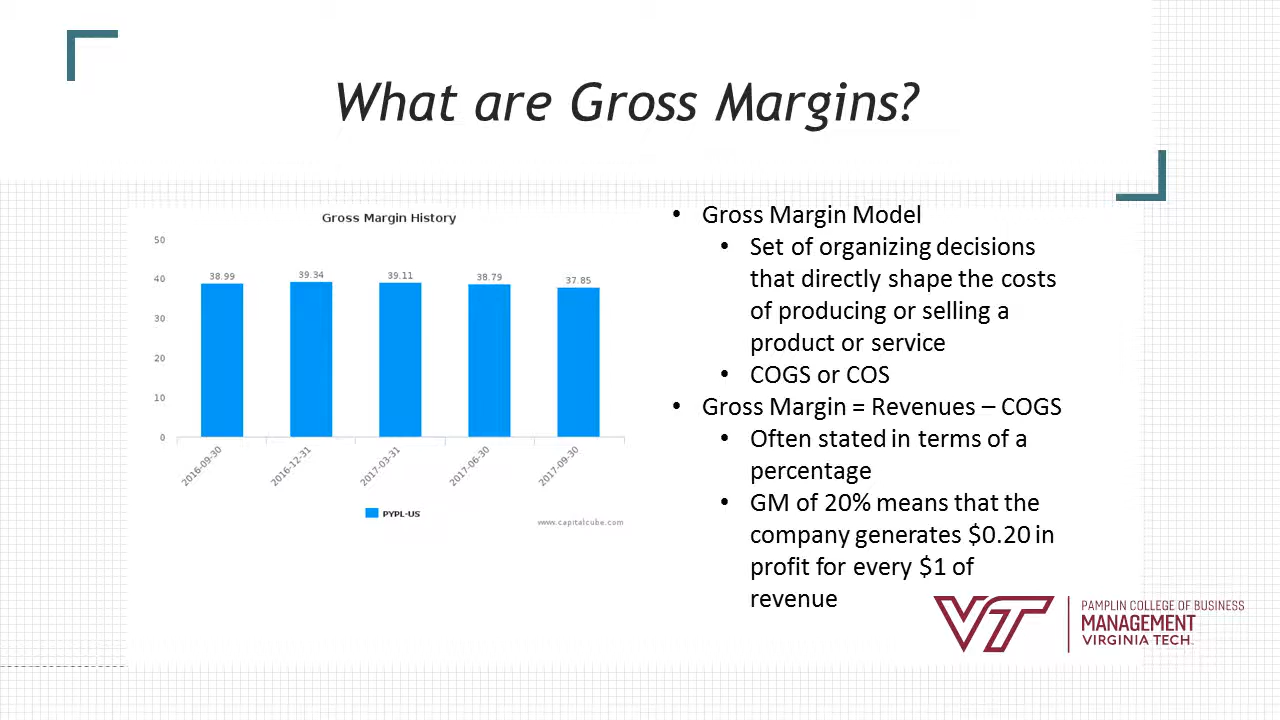 What are Gross Margins?
Gross Margin History
50
40
30
20
10
0
38.99
39.34
39.11
38.79
37.85
2016-09-30
2016-12-31
2017-03-31
2017-06-30
2017-09-30
PYPL-US
www.capitalcube.com
• Gross Margin Model
• Set of organizing decisions
that directly shape the costs
of producing or selling a
product or service
• COGS or COS
• Gross Margin = Revenues – COGS
• Often stated in terms of a
percentage
• GM of 20% means that the
company generates $0.20 in
profit for every $1 of
revenue
VT
PAMPLIN COLLEGE OF BUSINESS
MANAGEMENT
VIRGINIA TECH.